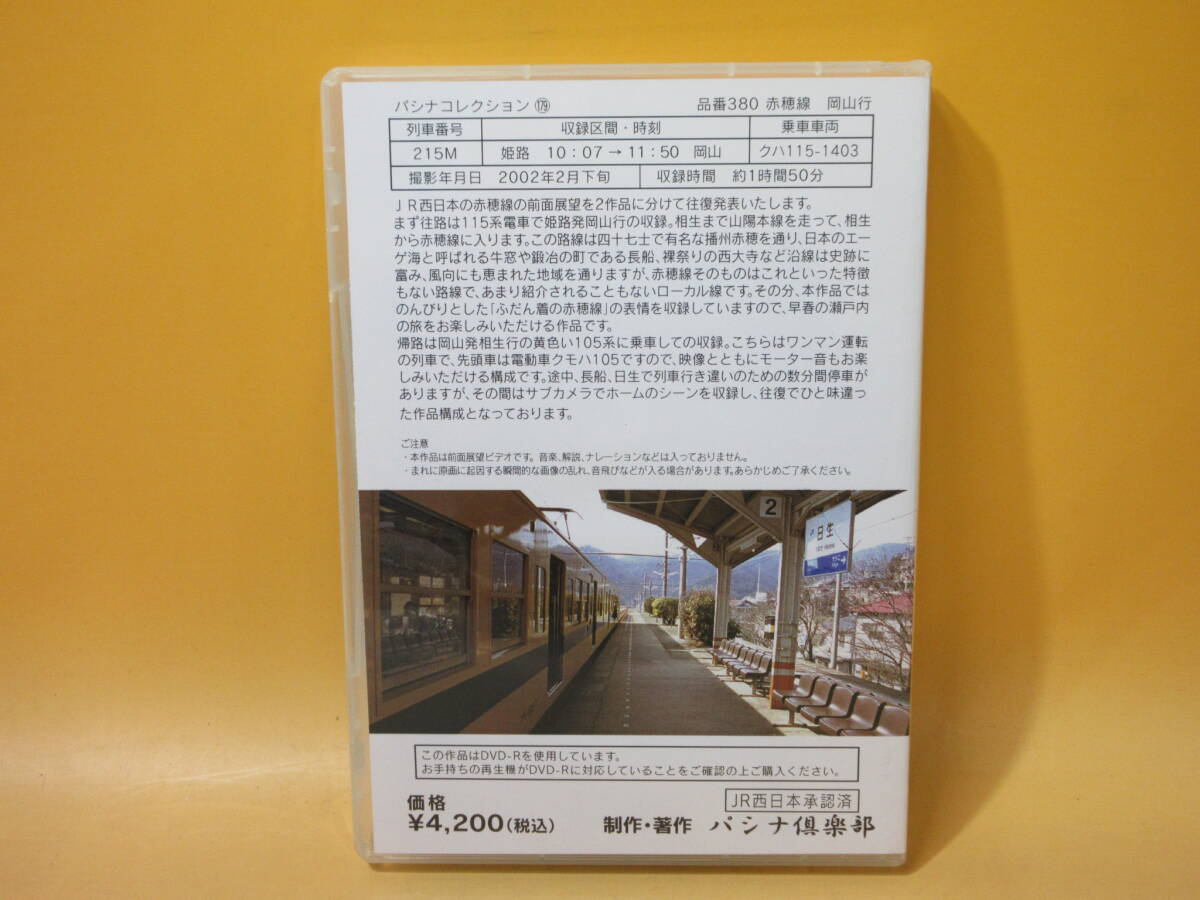 パシナコレクション 179 品番380 赤穂線 岡山行
列車番号 収録区間・時刻 乗車車両
215M 姫路 10：07→11：50 岡山 クハ115-1403
撮影年月日 2002年2月下旬 収録時間 約1時間50分
ＪＲ西日本の赤穂線の前面展望を2作品に分けて往復発表いたします。
まず往路は115系電車で姫路発岡山行の収録。相生まで山陽本線を走って、相生
から赤穂線に入ります。この路線は四十七士で有名な播州赤穂を通り、日本のエー
ゲ海と呼ばれる牛窓や鍛冶の町である長船、裸祭りの西大寺など沿線は史跡に
富み、風向にも恵まれた地域を通りますが、赤穂線そのものはこれといった特徴
もない路線で、あまり紹介されることもないローカル線です。その分、本作品では
のんびりとした「ふだん着の赤穂線」の表情を収録していますので、早春の瀬戸内
の旅をお楽しみいただける作品です。
帰路は岡山発相生行の黄色い105系に乗車しての収録。こちらはワンマン運転
の列車で、先頭車は電動車クモハ105ですので、映像とともにモーター音もお楽
しみいただける構成です。途中、長船、日生で列車行き違いのための数分間停車が
ありますが、その間はサブカメラでホームのシーンを収録し、往復でひと味違っ
た作品構成となっております。
ご注意
・本作品は前面展望ビデオです。音楽、解説、ナレーションなどは入っておりません。
・まれに原画に起因する瞬間的な画像の乱れ、音飛びなどが入る場合があります。あらかじめご了承ください。
2
日生
この作品はDVD-Rを使用しています。
お手持ちの再生機がDVD-Rに対応していることをご確認の上ご購入ください。
価格
¥4,200(税込)
JR西日本承認済
制作・著作 パシナ倶楽部